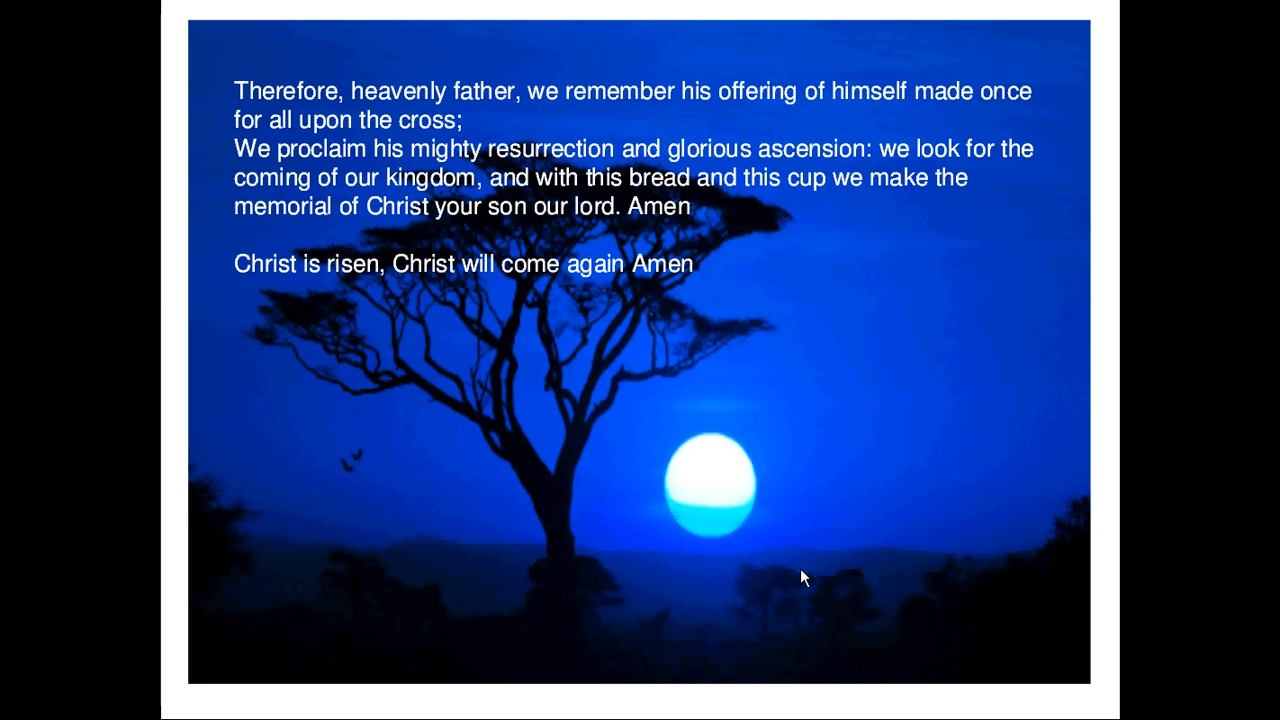 Therefore, heavenly father, we remember his offering of himself made once
for all upon the cross;
We proclaim his mighty resurrection and glorious ascension: we look for the
coming of our kingdom, and with this bread and this cup we make the
memorial of Christ your son our lord. Amen
Christ is risen, Christ will come again Amen